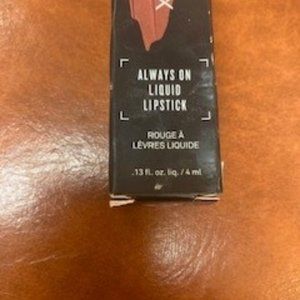 X
ALWAYS ON
LIQUID
LIPSTICK
ROUGE À
LÈVRES LIQUIDE
.13 fl. oz. liq. / 4 ml